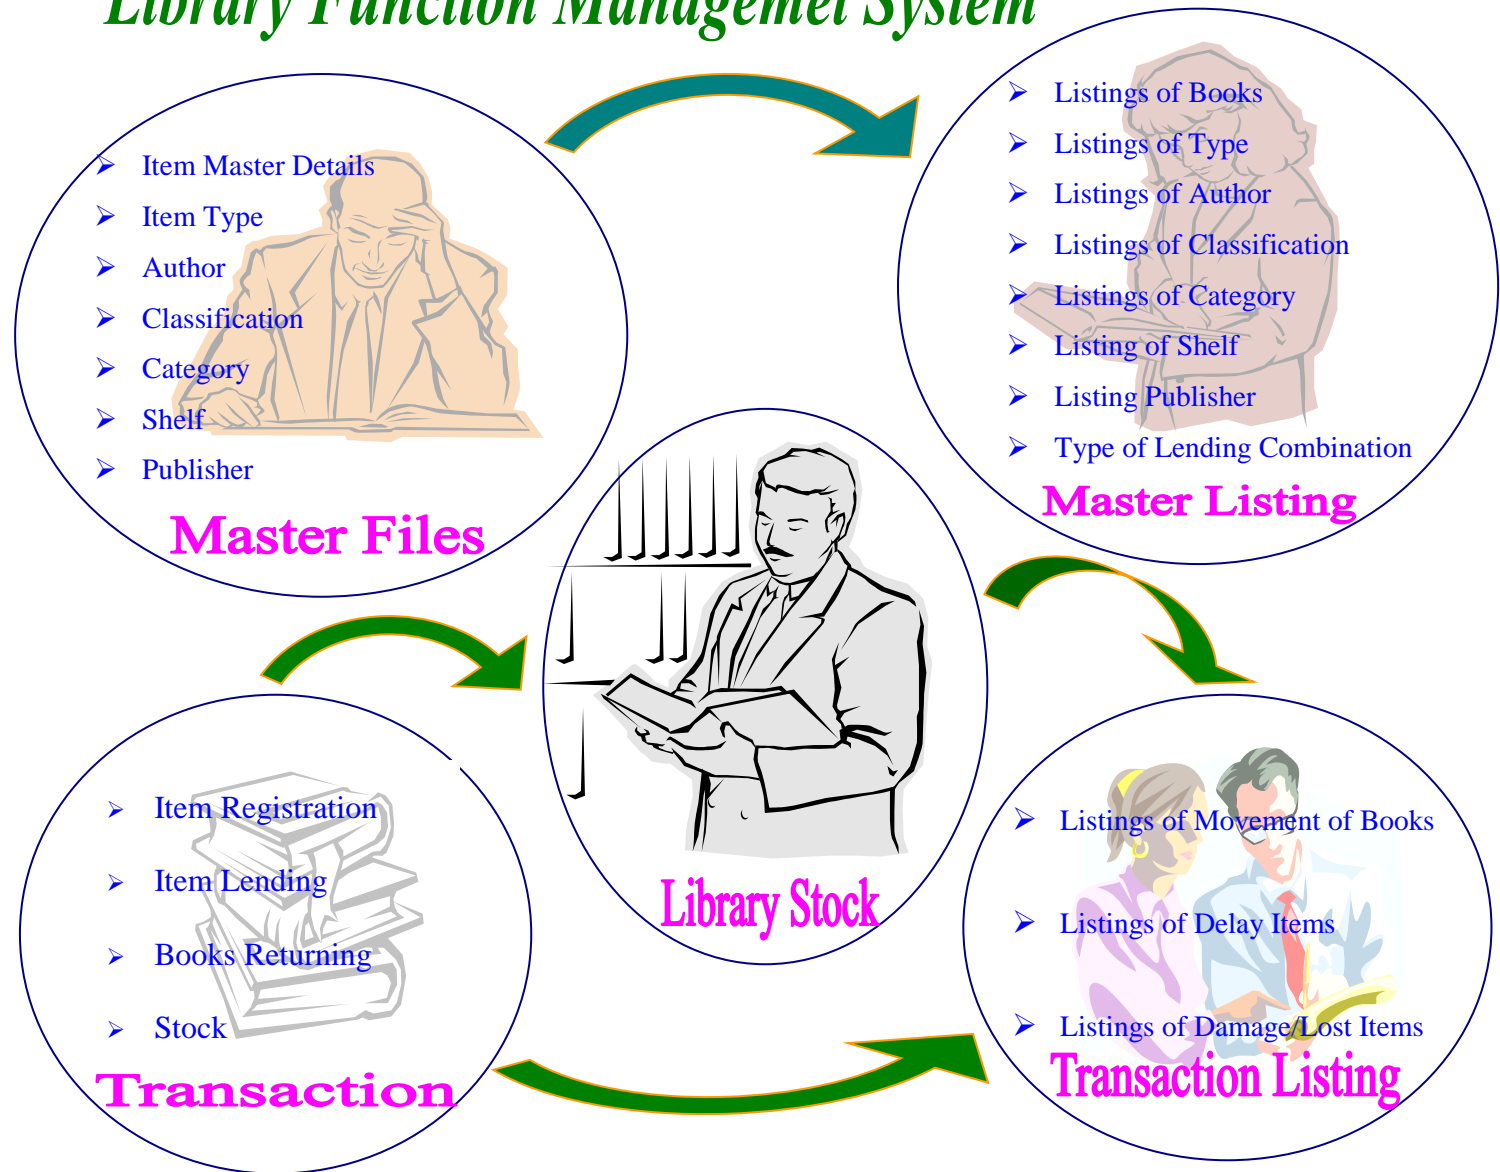 Library Function Managemet System
Item Master Details
Item Type
Author
Classification
Category
Shelf
Publisher
Master Files
Listings of Books
Listings of Type
Listings of Author
Listings of Classification
Listings of Category
Listing of Shelf
Listing Publisher
Type of Lending Combination
Master Listing
Library Stock
Item Registration
Item Lending
Books Returning
Stock
Transaction
Listings of Movement of Books
Listings of Delay Items
Listings of Damage/Lost Items
Transaction Listing